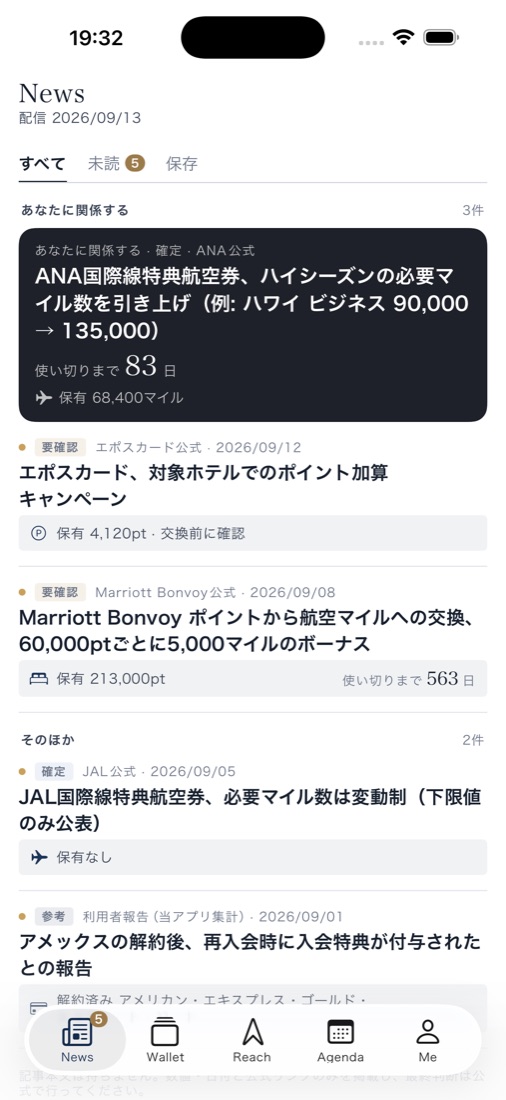 19:32
News
配信 2026/09/13
すべて 未読 5 保存
あなたに関係する 3件
あなたに関係する · 確定 · ANA公式
ANA国際線特典航空券、ハイシーズンの必要マ
イル数を引き上げ（例: ハワイ ビジネス 90,000
→ 135,000）
使い切りまで 83 日
保有 68,400マイル
要確認 エポスカード公式 · 2026/09/12
エポスカード、対象ホテルでのポイント加算
キャンペーン
P 保有 4,120pt · 交換前に確認
要確認 Marriott Bonvoy公式 · 2026/09/08
Marriott Bonvoy ポイントから航空マイルへの交換、
60,000ptごとに5,000マイルのボーナス
保有 213,000pt 使い切りまで 563 日
そのほか 2件
確定 JAL公式 · 2026/09/05
JAL国際線特典航空券、必要マイル数は変動制（下限値
のみ公表）
保有なし
参考 利用者報告（当アプリ集計）· 2026/09/01
アメックスの解約後、再入会時に入会特典が付与された
との報告
解約済み アメリカン・エキスプレス・ゴールド・
5
News Wallet Reach Agenda Me
式で行ってください。